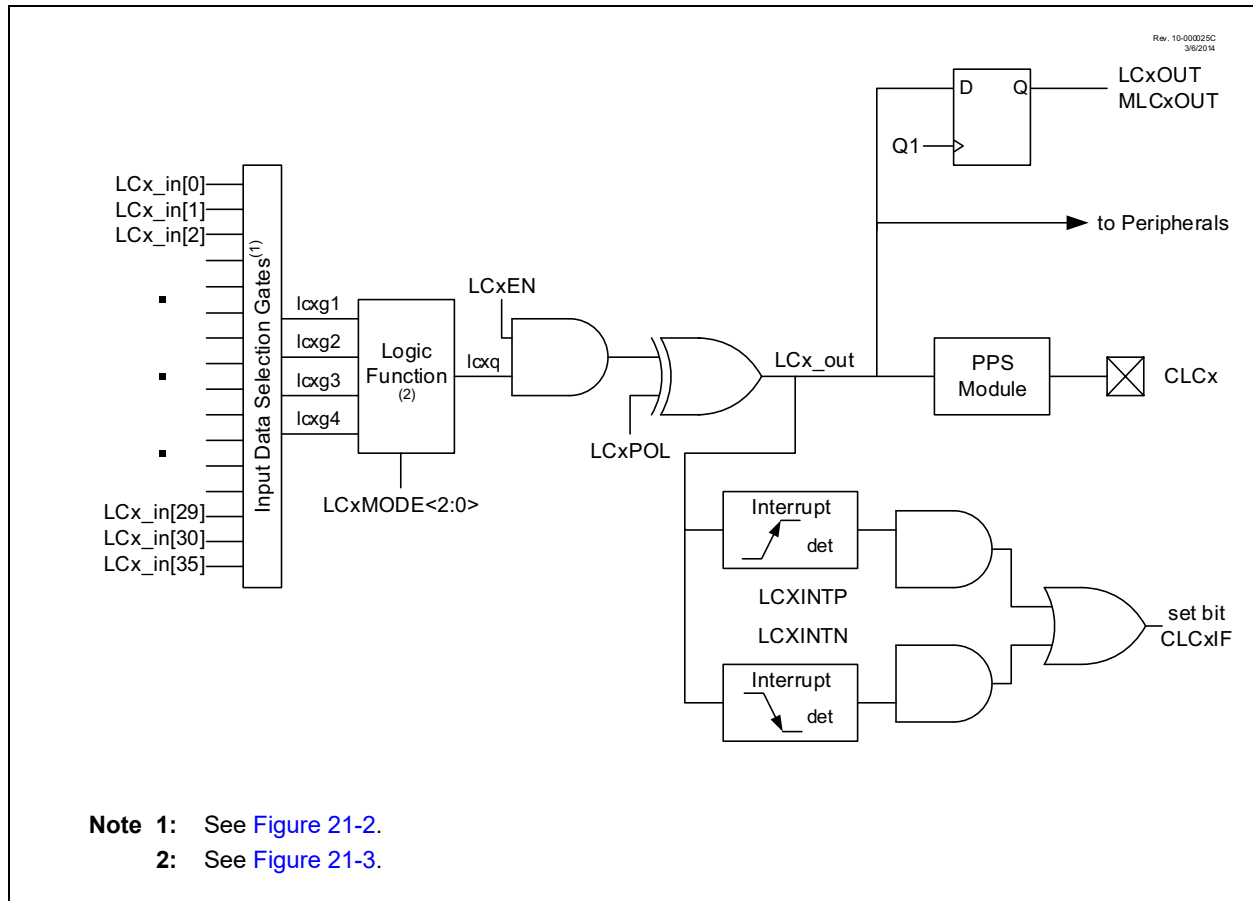 Rev. 10-000025C
3/6/2014
LCxOUT
MLCxOUT
D
Q
Q1
to Peripherals
LCx_in[0]
LCx_in[1]
LCx_in[2]
LCx_in[29]
LCx_in[30]
LCx_in[35]
Input Data Selection Gates(1)
lcxg1
lcxg2
lcxg3
lcxg4
Logic
Function
(2)
LCxMODE<2:0>
lcxq
LCxEN
LCxPOL
LCx_out
PPS
Module
CLCx
Interrupt
det
LCXINTP
LCXINTN
Interrupt
det
set bit
CLCxIF
Note 1: See Figure 21-2.
2: See Figure 21-3.